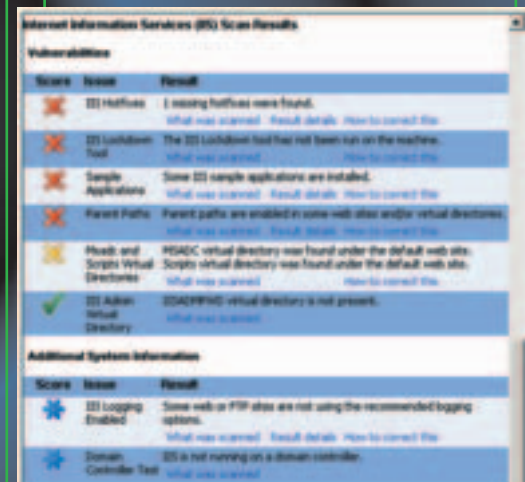 Internet Information Services (IIS) Scan Results
Vulnerabilities
Score Issue Result
IIS Hotfixes 1 missing hotfixes were found.
What was scanned Result details How to correct this
IIS Lockdown Tool The IIS Lockdown tool has not been run on the machine.
What was scanned How to correct this
Sample Applications Some IIS sample applications are installed.
What was scanned Result details How to correct this
Parent Paths Parent paths are enabled in some web sites and/or virtual directories.
What was scanned Result details How to correct this
Msadc and Scripts Virtual Directories MSADC virtual directory was found under the default web site.
Scripts virtual directory was found under the default web site.
What was scanned How to correct this
IIS Admin Virtual Directory IISADMPWD virtual directory is not present.
What was scanned
Additional System Information
Score Issue Result
IIS Logging Enabled Some web or FTP sites are not using the recommended logging options.
What was scanned Result details How to correct this
Domain Controller Test IIS is not running on a domain controller.
What was scanned